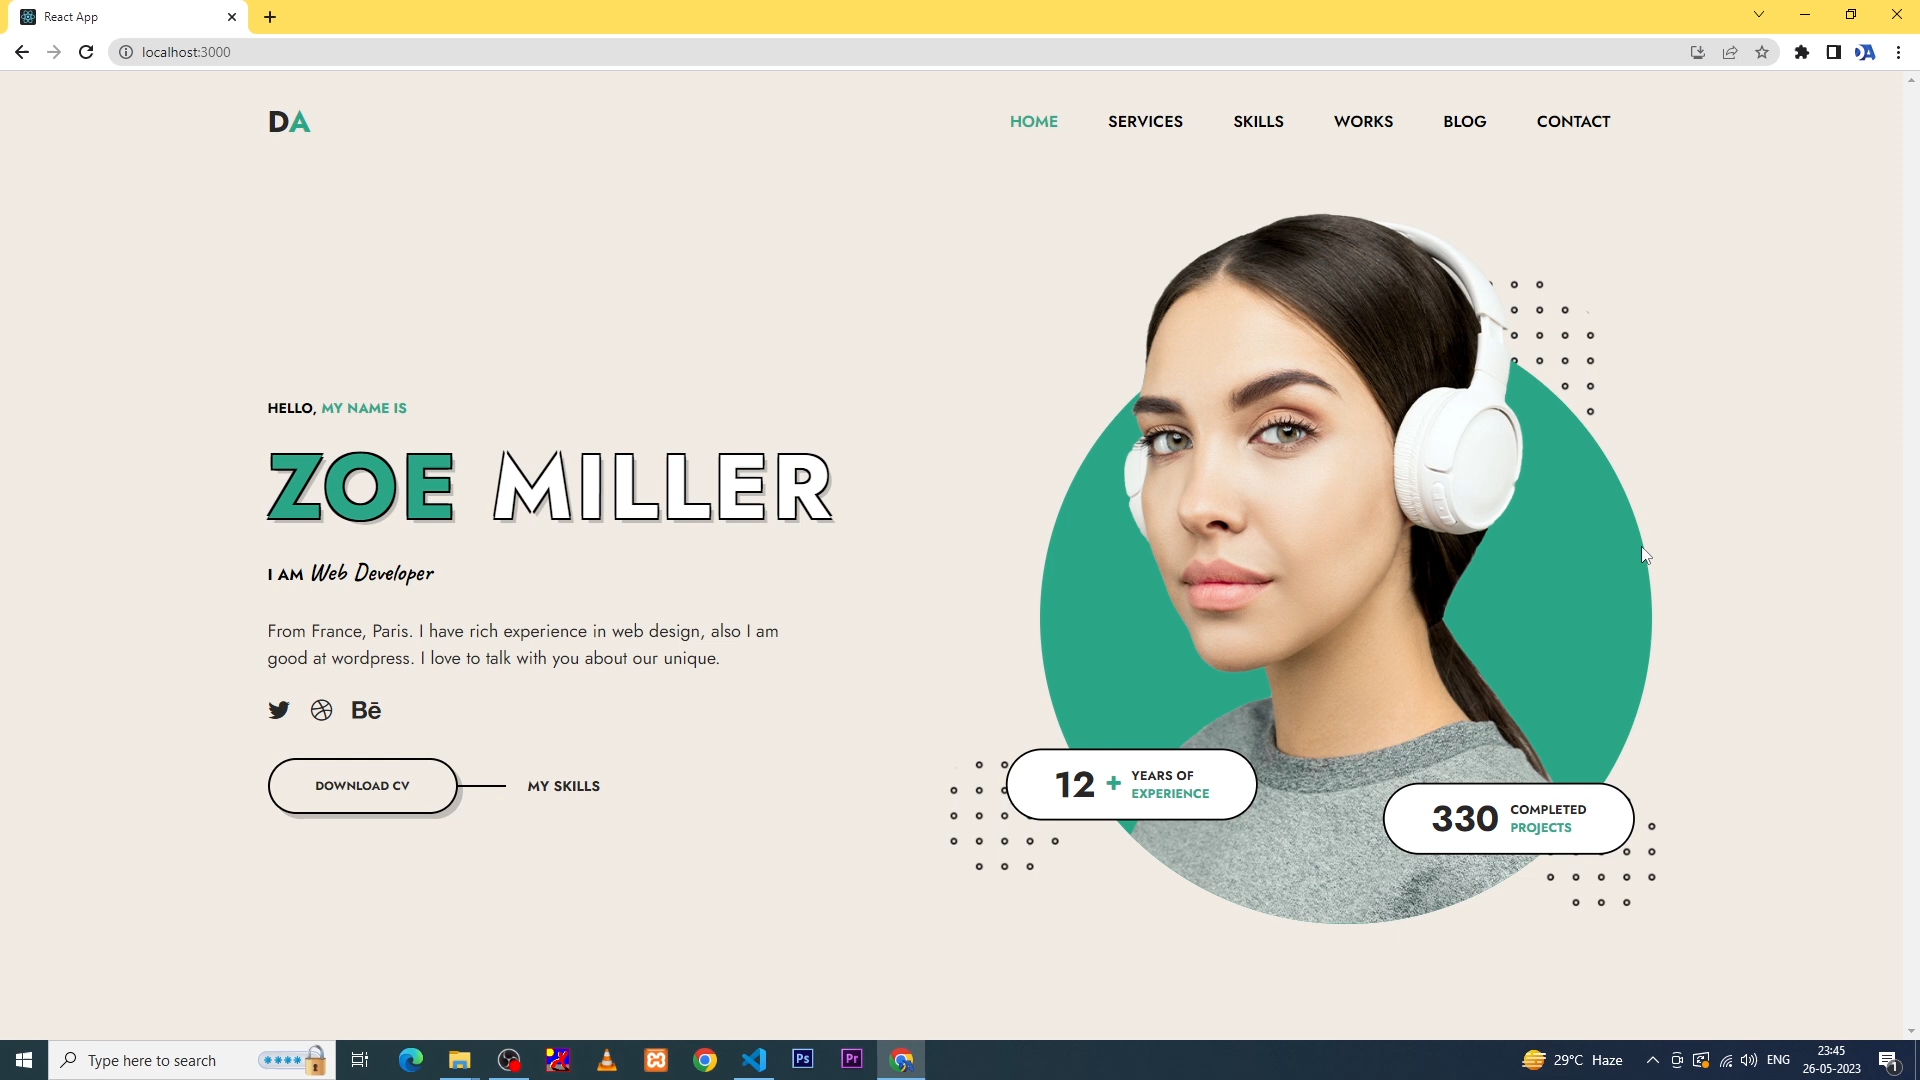 React App
localhost:3000
DA
HOME SERVICES SKILLS WORKS BLOG CONTACT
HELLO, MY NAME IS
ZOE MILLER
I AM Web Developer
From France, Paris. I have rich experience in web design, also I am
good at wordpress. I love to talk with you about our unique.
Bē
DOWNLOAD CV
MY SKILLS
12 +
YEARS OF
EXPERIENCE
330
COMPLETED
PROJECTS
Type here to search
Ps
Pr
29°C Haze
ENG
23:45
26-05-2023
1